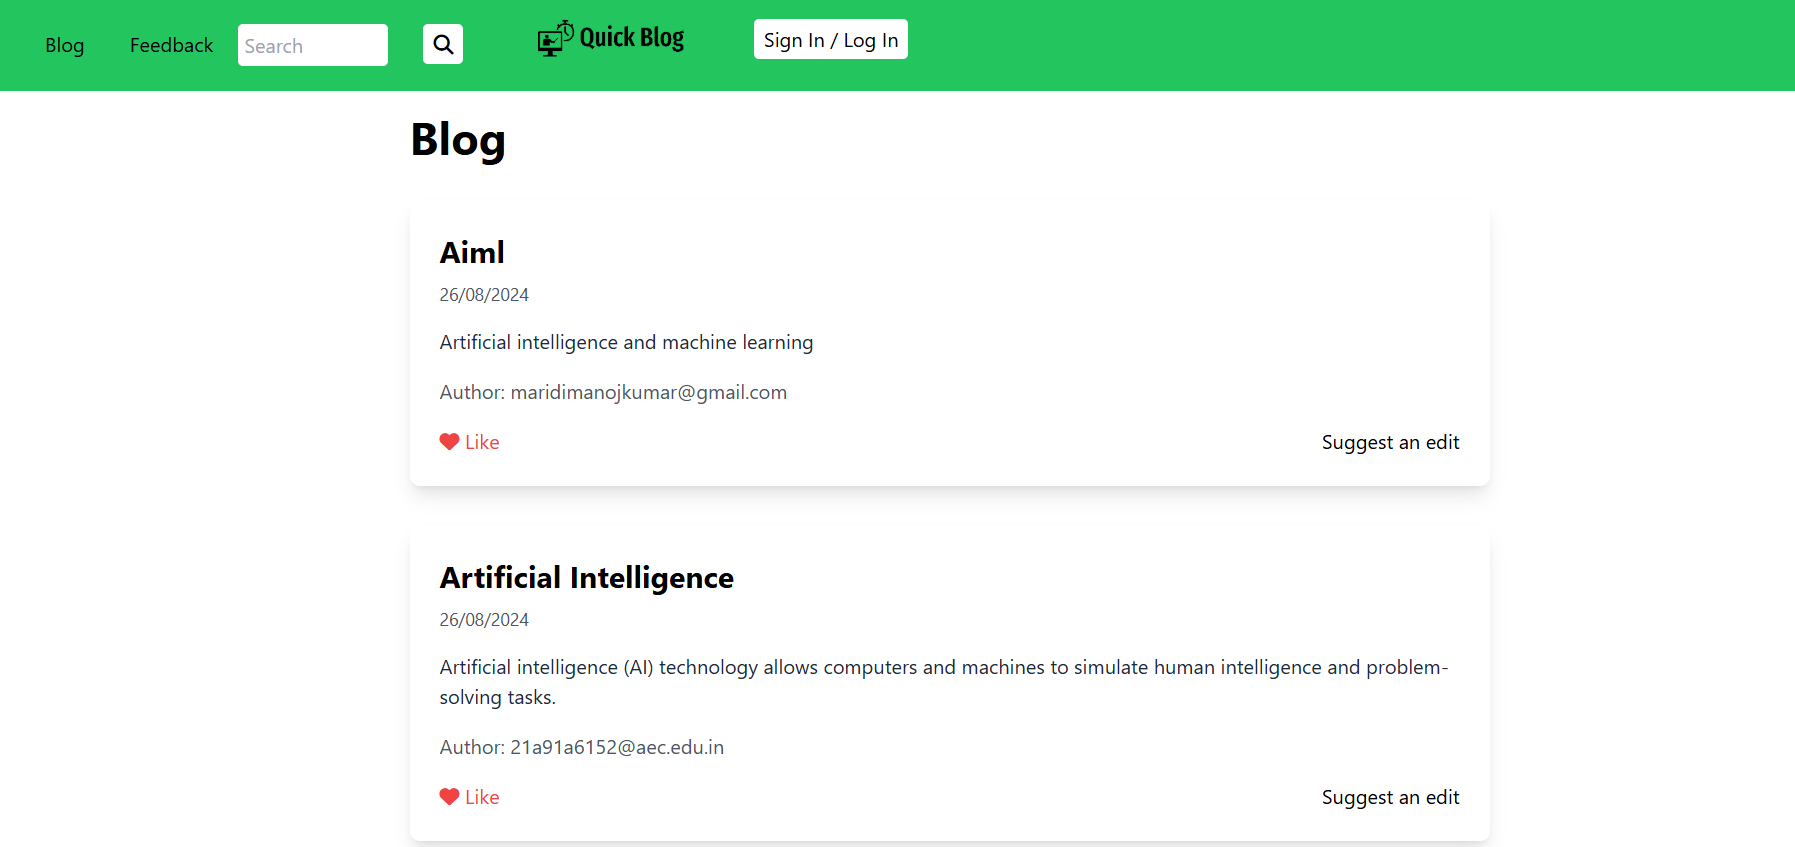 Blog Feedback Search Quick Blog Sign In / Log In
Blog
Aiml
26/08/2024
Artificial intelligence and machine learning
Author: maridimanojkumar@gmail.com
Like Suggest an edit
Artificial Intelligence
26/08/2024
Artificial intelligence (AI) technology allows computers and machines to simulate human intelligence and problem-
solving tasks.
Author: 21a91a6152@aec.edu.in
Like Suggest an edit